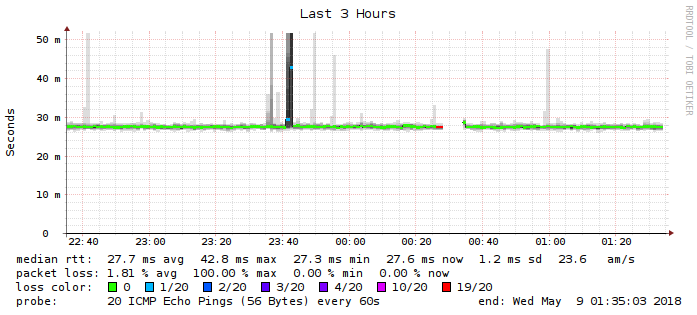 Last 3 Hours
RRDTOOL / TOBI OETIKER
Seconds
50 m
40 m
30 m
20 m
10 m
0
22:40 23:00 23:20 23:40 00:00 00:20 00:40 01:00 01:20
median rtt: 27.7 ms avg 42.8 ms max 27.3 ms min 27.6 ms now 1.2 ms sd 23.6 am/s
packet loss: 1.81 % avg 100.00 % max 0.00 % min 0.00 % now
loss color: 0 1/20 2/20 3/20 4/20 10/20 19/20
probe: 20 ICMP Echo Pings (56 Bytes) every 60s end: Wed May 9 01:35:03 2018